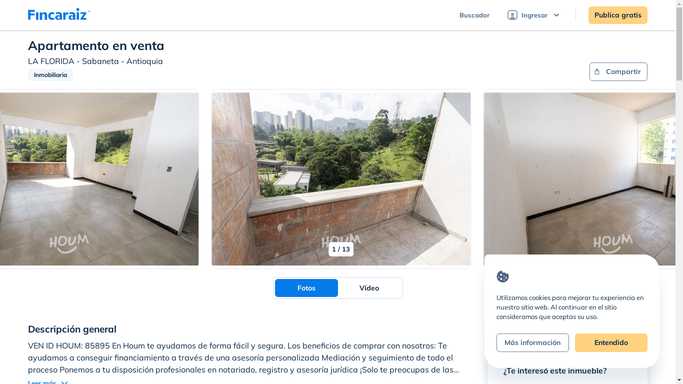 Fincaraiz
Buscador
Ingresar
Publica gratis
Apartamento en venta
LA FLORIDA - Sabaneta - Antioquia
Inmobiliaria
Compartir
HOUM
HOUM
HOUM
1 / 13
Fotos
Video
Utilizamos cookies para mejorar tu experiencia en
nuestro sitio web. Al continuar en el sitio
consideramos que aceptas su uso.
Más información
Entendido
Descripción general
VEN ID HOUM: 85895 En Houm te ayudamos de forma fácil y segura. Los beneficios de comprar con nosotros: Te
ayudamos a conseguir financiamiento a través de una asesoría personalizada Mediación y seguimiento de todo el
proceso Ponemos a tu disposición profesionales en notariado, registro y asesoría jurídica ¡Solo te preocupas de las...
Leer más
¿Te interesó este inmueble?